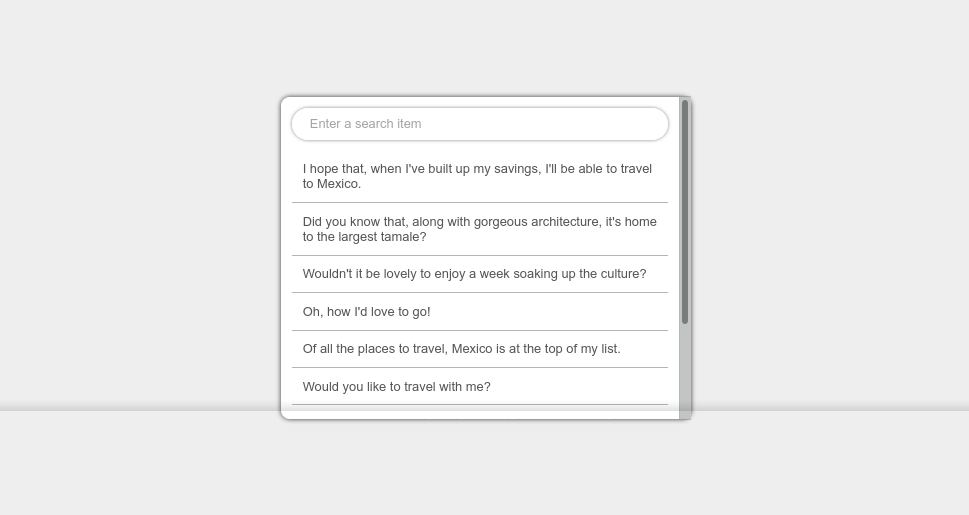 Enter a search item
I hope that, when I've built up my savings, I'll be able to travel
to Mexico.
Did you know that, along with gorgeous architecture, it's home
to the largest tamale?
Wouldn't it be lovely to enjoy a week soaking up the culture?
Oh, how I'd love to go!
Of all the places to travel, Mexico is at the top of my list.
Would you like to travel with me?